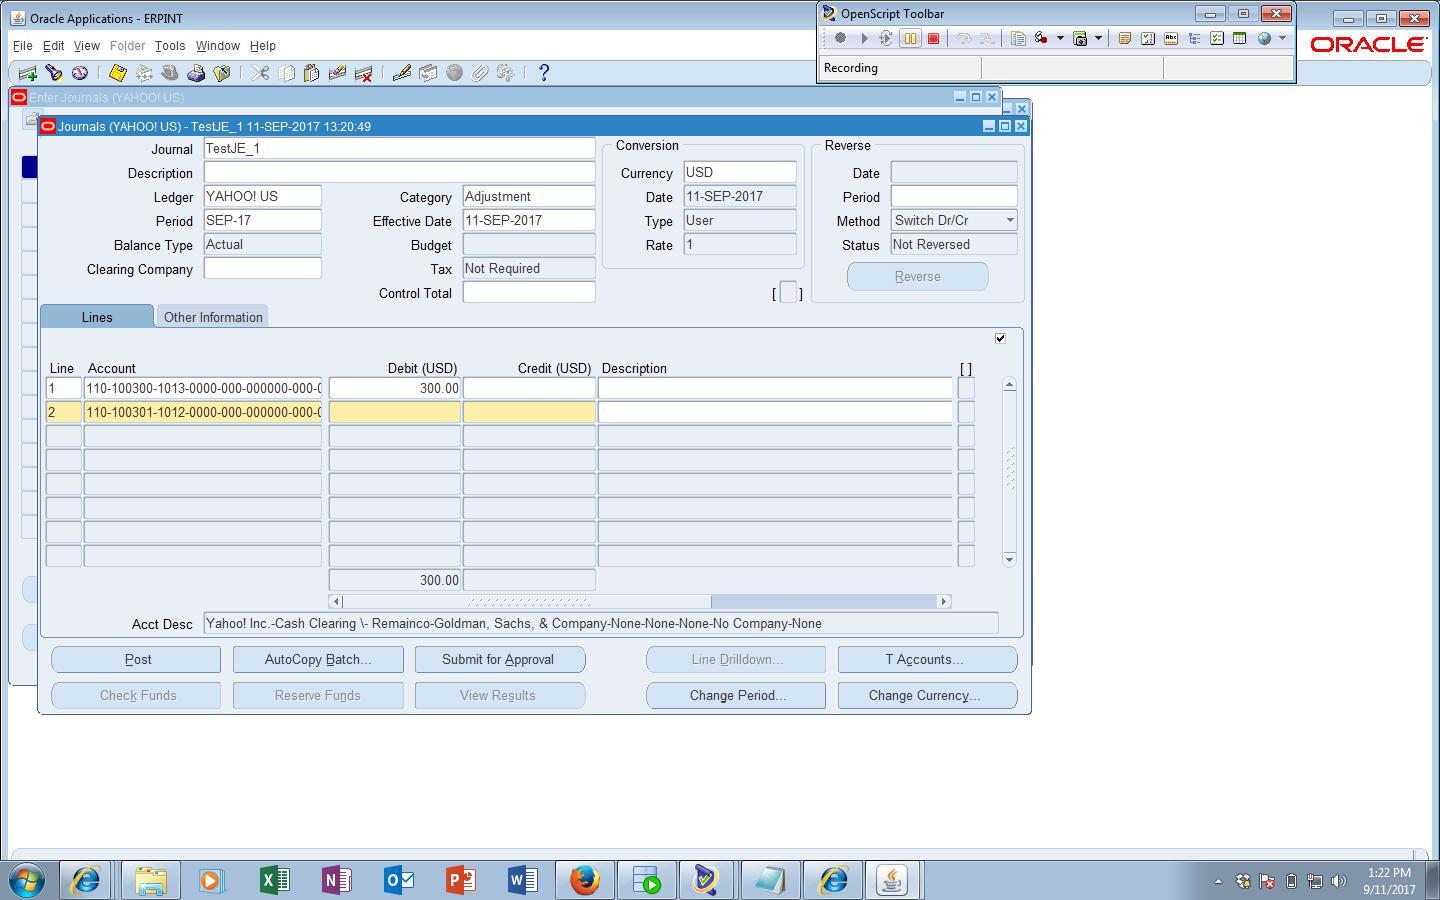 Oracle Applications - ERPINT
OpenScript Toolbar
File Edit View Folder Tools Window Help
ORACLE
Recording
Enter Journals (YAHOO! US)
Journals (YAHOO! US) - TestJE_1 11-SEP-2017 13:20:49
Journal TestJE_1
Description
Ledger YAHOO! US Category Adjustment
Period SEP-17 Effective Date 11-SEP-2017
Balance Type Actual Budget
Clearing Company Tax Not Required
Control Total
Conversion
Currency USD
Date 11-SEP-2017
Type User
Rate 1
Reverse
Date
Period
Method Switch Dr/Cr
Status Not Reversed
Reverse
[ ]
Lines Other Information
Line Account Debit (USD) Credit (USD) Description [ ]
1 110-100300-1013-0000-000-000000-000-0 300.00
2 110-100301-1012-0000-000-000000-000-0
300.00
Acct Desc Yahoo! Inc.-Cash Clearing \- Remainco-Goldman, Sachs, & Company-None-None-None-No Company-None
Post AutoCopy Batch... Submit for Approval Line Drilldown... T Accounts...
Check Funds Reserve Funds View Results Change Period... Change Currency...
1:22 PM
9/11/2017